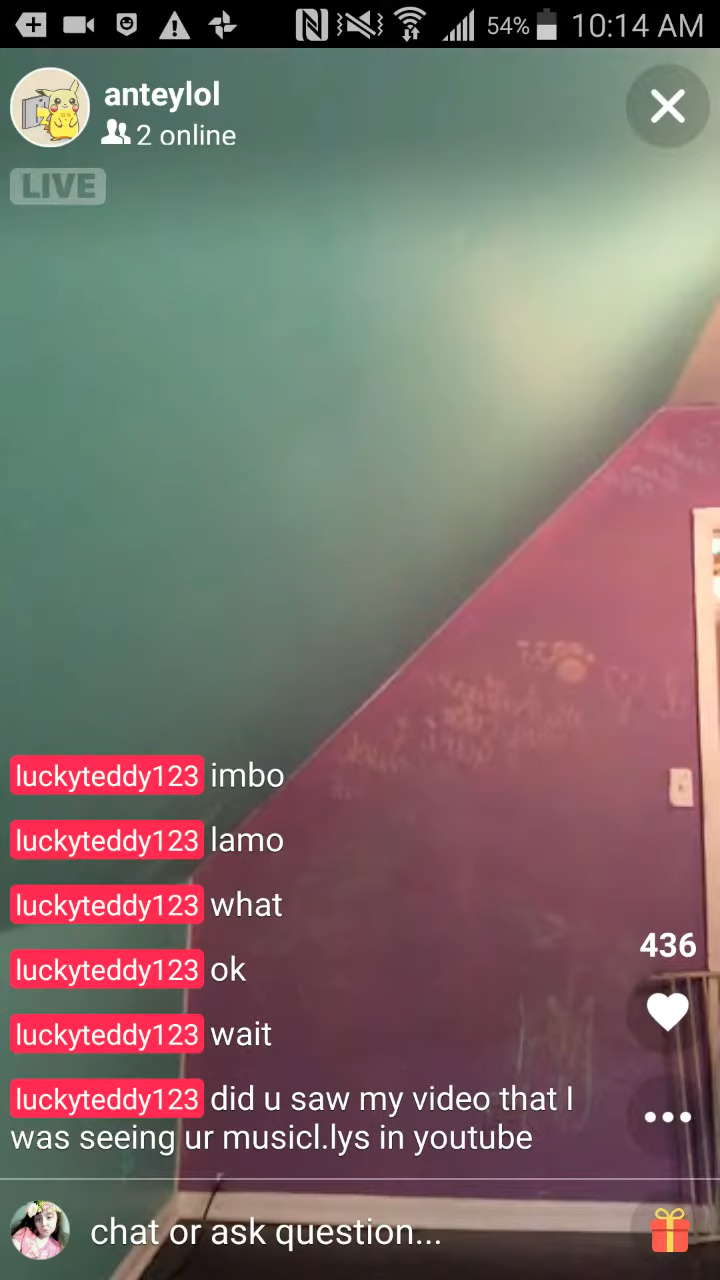 54% 10:14 AM
anteylol
2 online
LIVE
luckyteddy123 imbo
luckyteddy123 lamo
luckyteddy123 what
luckyteddy123 ok
luckyteddy123 wait
436
luckyteddy123 did u saw my video that I
was seeing ur musicl.lys in youtube
chat or ask question...